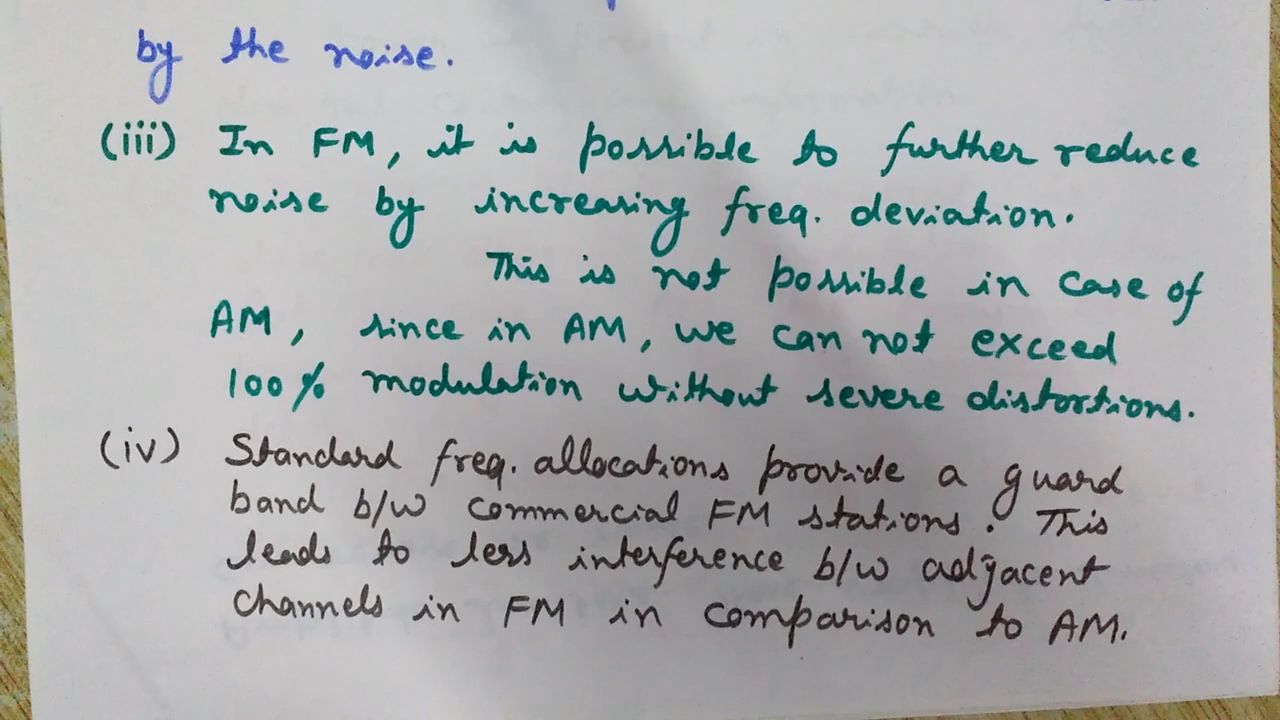 by the noise.
(iii) In FM, it is possible to further reduce
noise by increasing freq. deviation.
This is not possible in case of
AM, since in AM, we can not exceed
100% modulation without severe distortions.
(iv) Standard freq. allocations provide a guard
band b/w commercial FM stations. This
leads to less interference b/w adjacent
channels in FM in comparison to AM.